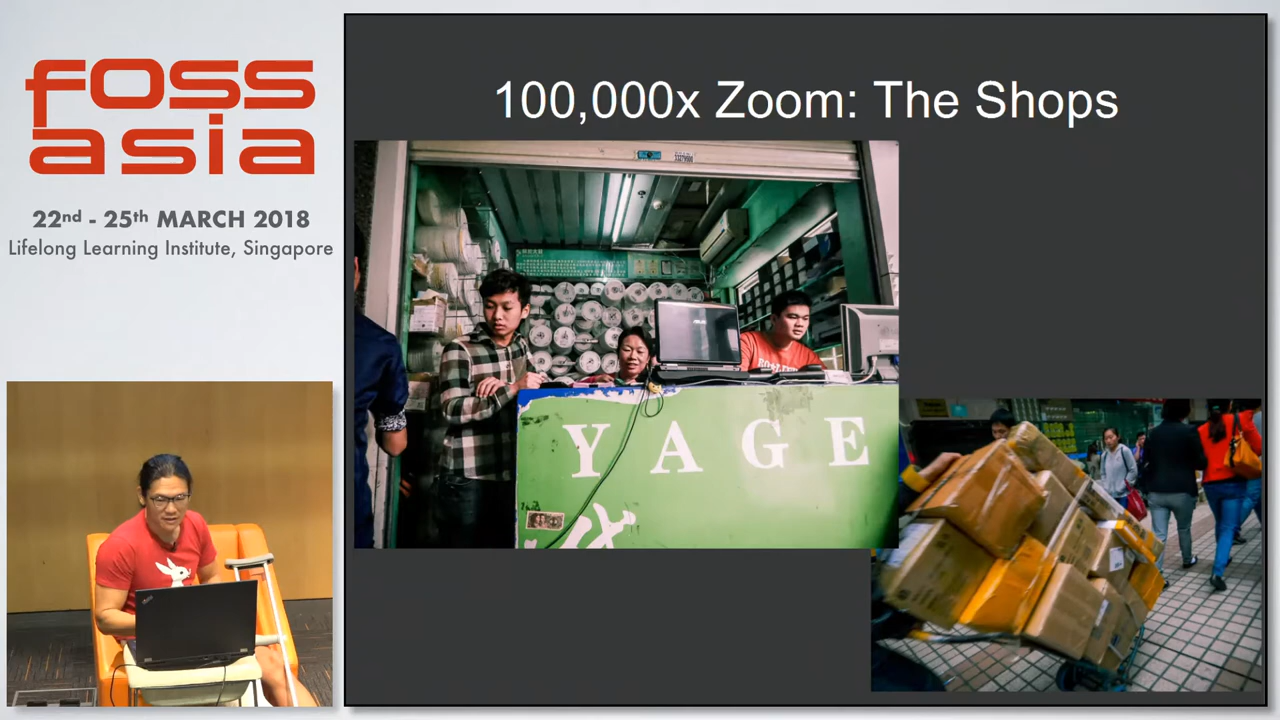 foss
asia
22nd - 25th MARCH 2018
Lifelong Learning Institute, Singapore
100,000x Zoom: The Shops
YAGE